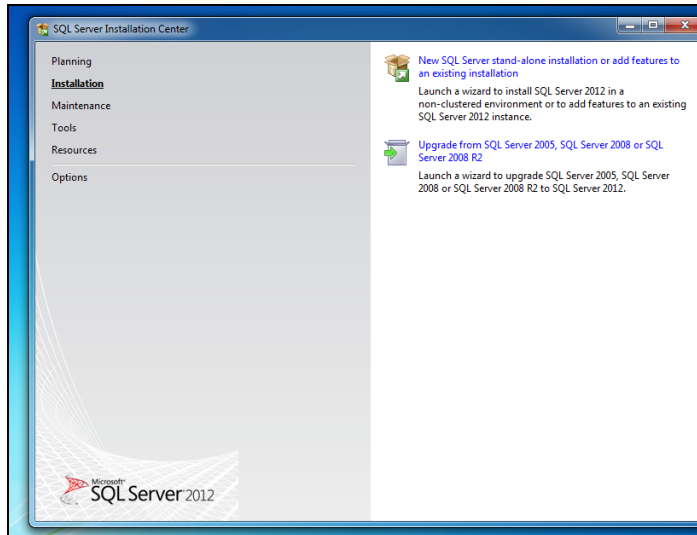 SQL Server Installation Center
Planning
Installation
Maintenance
Tools
Resources
Options
New SQL Server stand-alone installation or add features to
an existing installation
Launch a wizard to install SQL Server 2012 in a
non-clustered environment or to add features to an existing
SQL Server 2012 instance.
Upgrade from SQL Server 2005, SQL Server 2008 or SQL
Server 2008 R2
Launch a wizard to upgrade SQL Server 2005, SQL Server
2008 or SQL Server 2008 R2 to SQL Server 2012.
Microsoft
SQL Server 2012